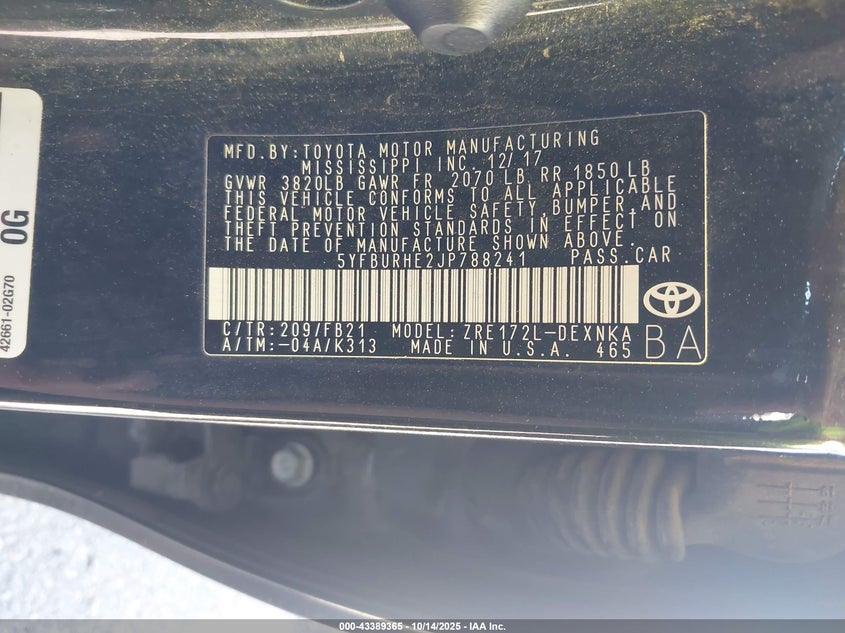 MFD.BY:TOYOTA MOTOR MANUFACTURING
MISSISSIPPI INC. 12/17
GVWR 3820LB GAWR FR 2070 LB, RR 1850 LB
THIS VEHICLE CONFORMS TO ALL APPLICABLE
FEDERAL MOTOR VEHICLE SAFETY,BUMPER,AND
THEFT PREVENTION STANDARDS IN EFFECT ON
THE DATE OF MANUFACTURE SHOWN ABOVE.
5YFBURHE2JP788241 PASS.CAR
C/TR:209/FB21 MODEL:ZRE172L-DEXNKA
A/TM:-04A/K313 MADE IN U.S.A. 465
BA
0G
42661-02G70
000-43389365 - 10/14/2025 - IAA Inc.